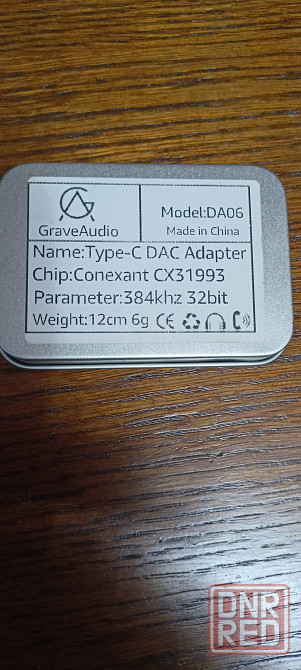 GraveAudio
Model:DA06
Made in China
Name:Type-C DAC Adapter
Chip:Conexant CX31993
Parameter:384khz 32bit
Weight:12cm 6g CE
DNR
RED